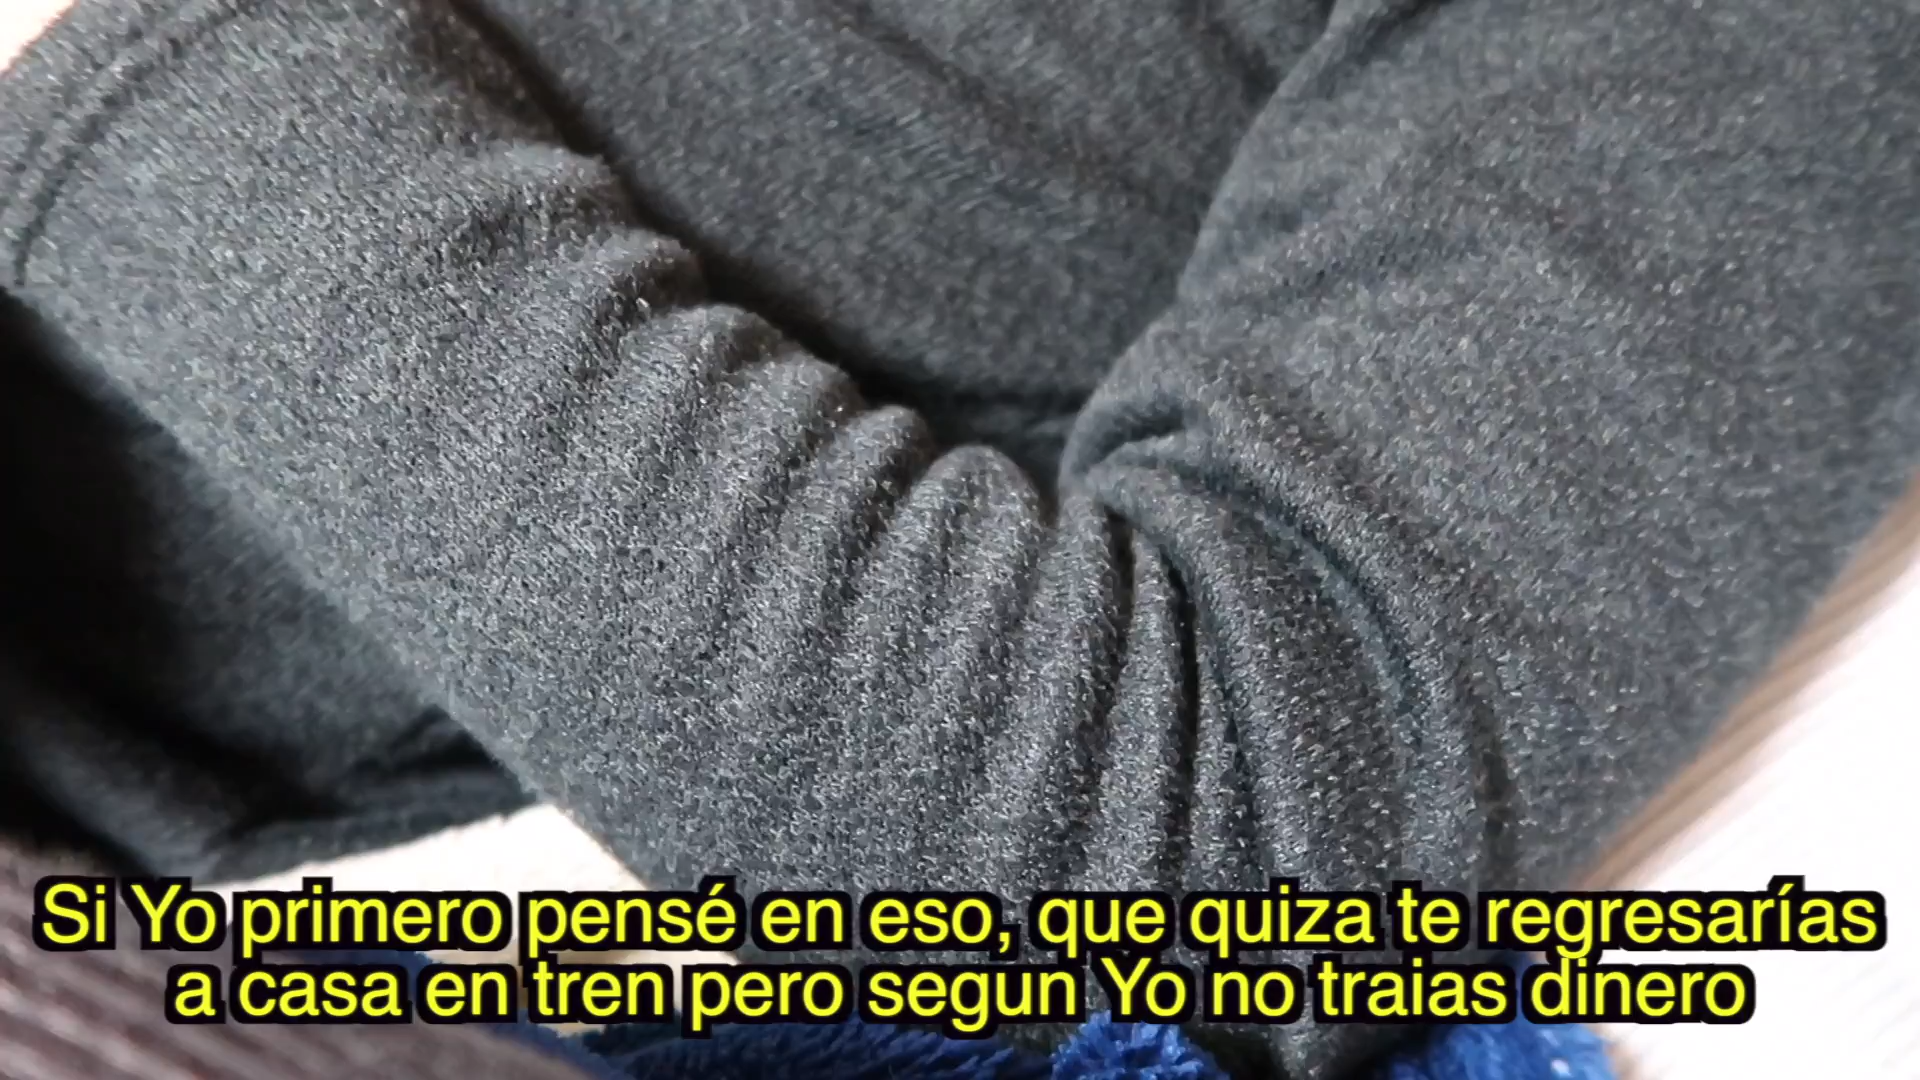 Si Yo primero pensé en eso, que quiza te regresarías
a casa en tren pero segun Yo no traias dinero